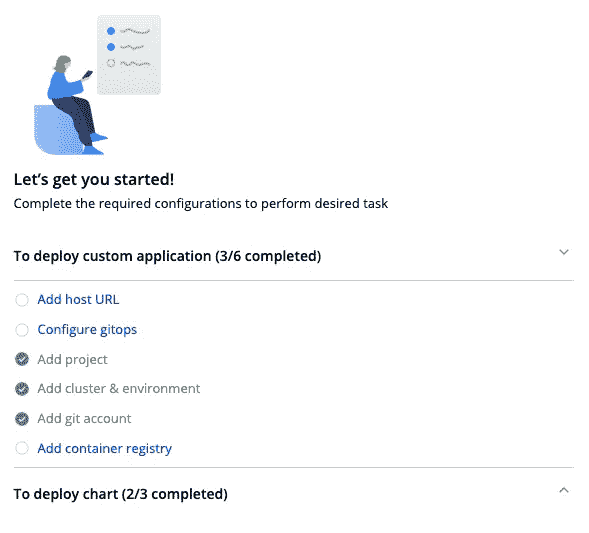 Let's get you started!
Complete the required configurations to perform desired task
To deploy custom application (3/6 completed)
Add host URL
Configure gitops
Add project
Add cluster & environment
Add git account
Add container registry
To deploy chart (2/3 completed)